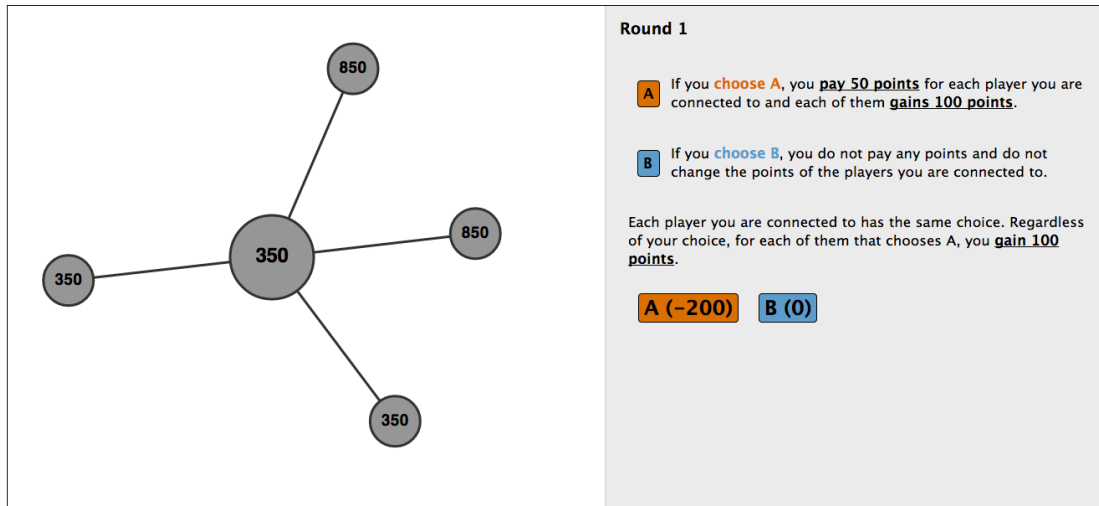 Round 1
850
A
If you choose A, you pay 50 points for each player you are
connected to and each of them gains 100 points.
B
If you choose B, you do not pay any points and do not
change the points of the players you are connected to.
850
350
350
Each player you are connected to has the same choice. Regardless
of your choice, for each of them that chooses A, you gain 100
points.
A (-200)
B (0)
350